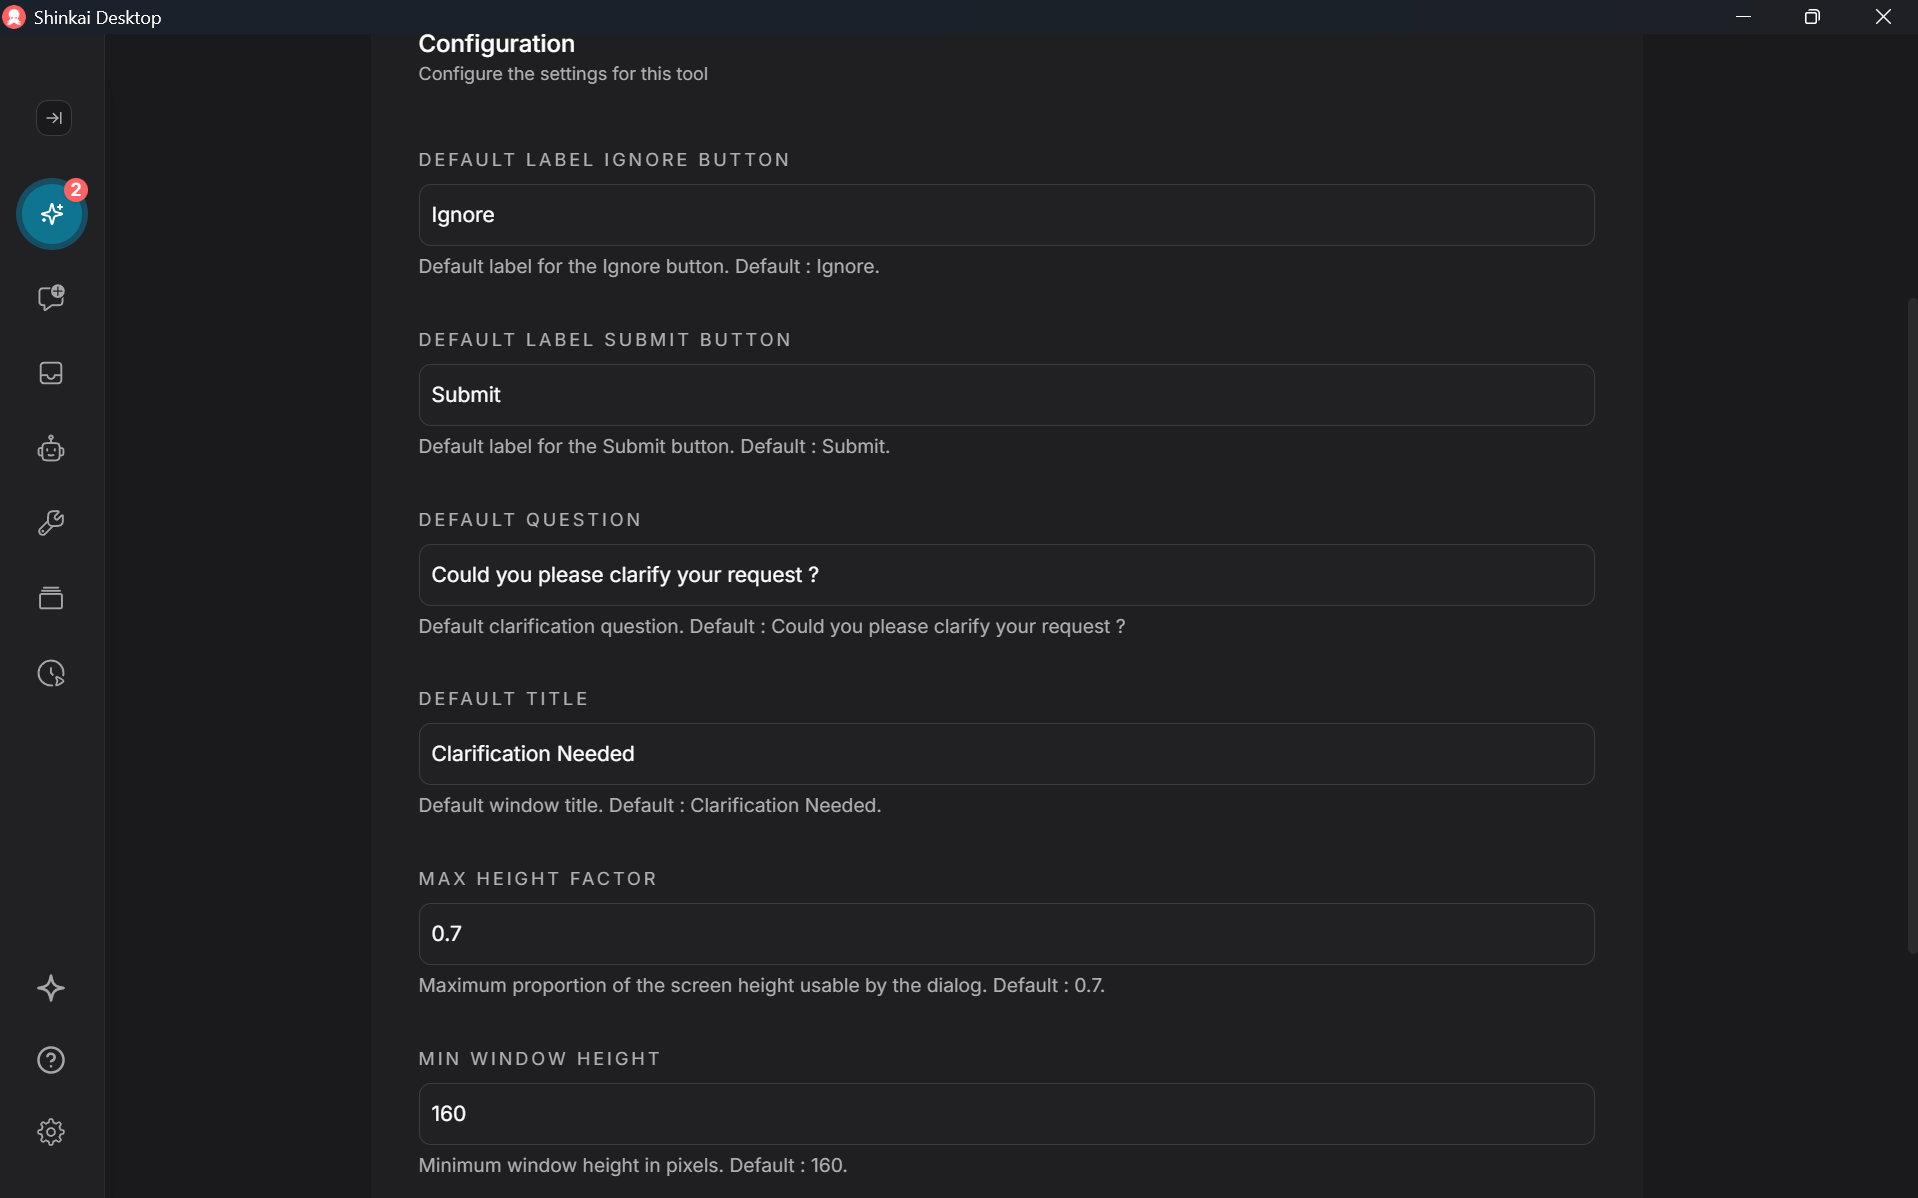 Shinkai Desktop
Configuration
Configure the settings for this tool
2
DEFAULT LABEL IGNORE BUTTON
Ignore
Default label for the Ignore button. Default : Ignore.
DEFAULT LABEL SUBMIT BUTTON
Submit
Default label for the Submit button. Default : Submit.
DEFAULT QUESTION
Could you please clarify your request ?
Default clarification question. Default : Could you please clarify your request ?
DEFAULT TITLE
Clarification Needed
Default window title. Default : Clarification Needed.
MAX HEIGHT FACTOR
0.7
Maximum proportion of the screen height usable by the dialog. Default : 0.7.
MIN WINDOW HEIGHT
160
Minimum window height in pixels. Default : 160.